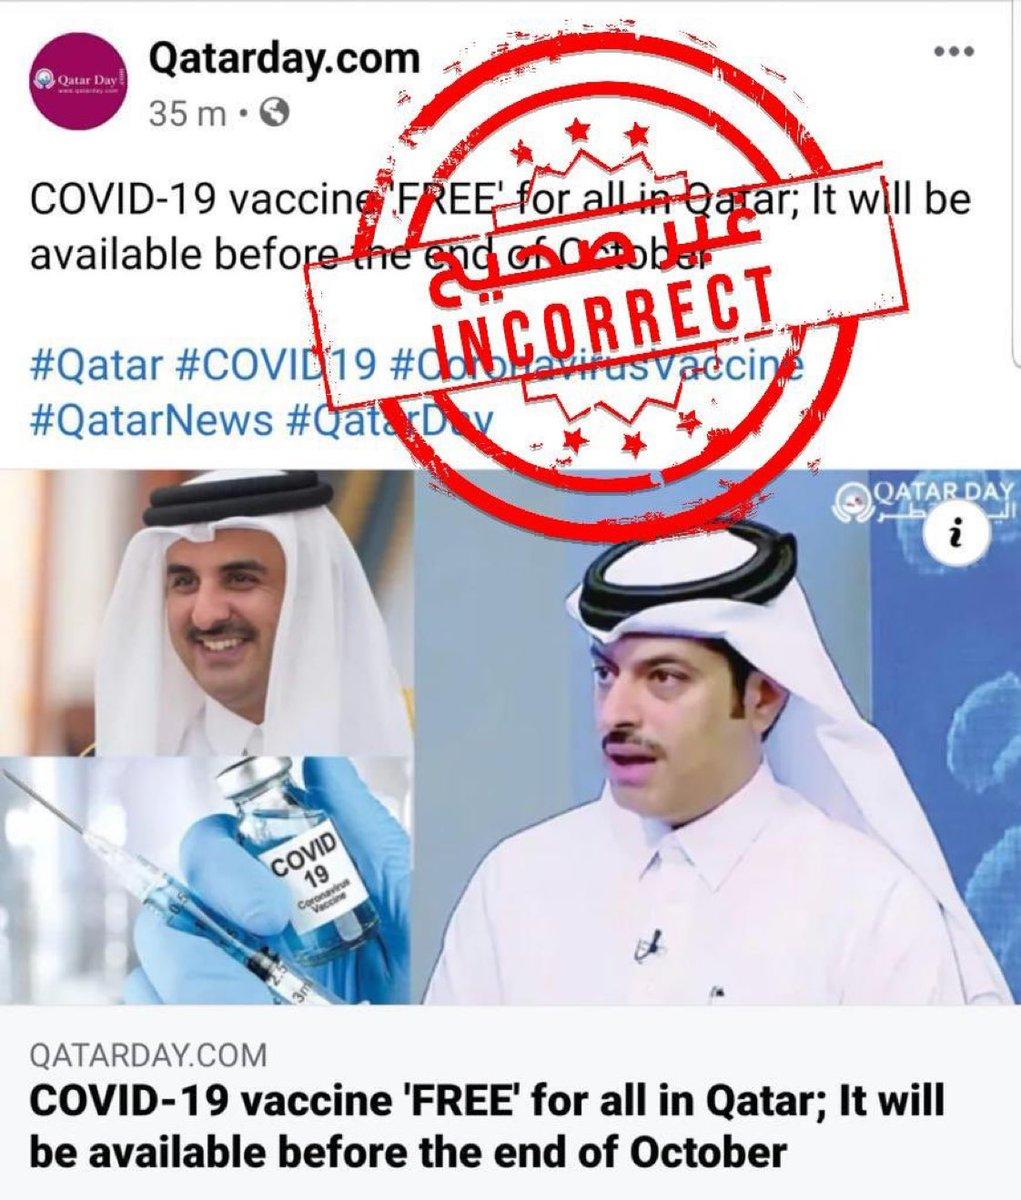 Qatarday.com
Qatar Day
35 m
COVID-19 vaccine 'FREE' for all in Qatar; It will be
available before the end of October
غير صحيح
INCORRECT
#Qatar #COVID19 #CoronavirusVaccine
#QatarNews #QatarDay
QATAR DAY
i
COVID
19
Coronavirus
Vaccine
QATARDAY.COM
COVID-19 vaccine 'FREE' for all in Qatar; It will
be available before the end of October